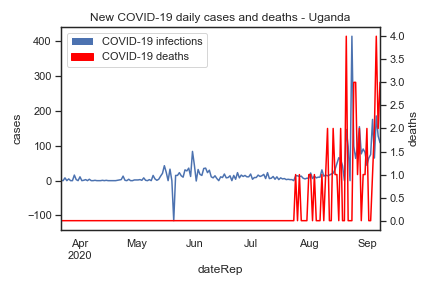 New COVID-19 daily cases and deaths - Uganda
COVID-19 infections
COVID-19 deaths
400
300
200
100
0
−100
cases
4.0
3.5
3.0
2.5
2.0
1.5
1.0
0.5
0.0
deaths
Apr
2020
May
Jun
Jul
Aug
Sep
dateRep